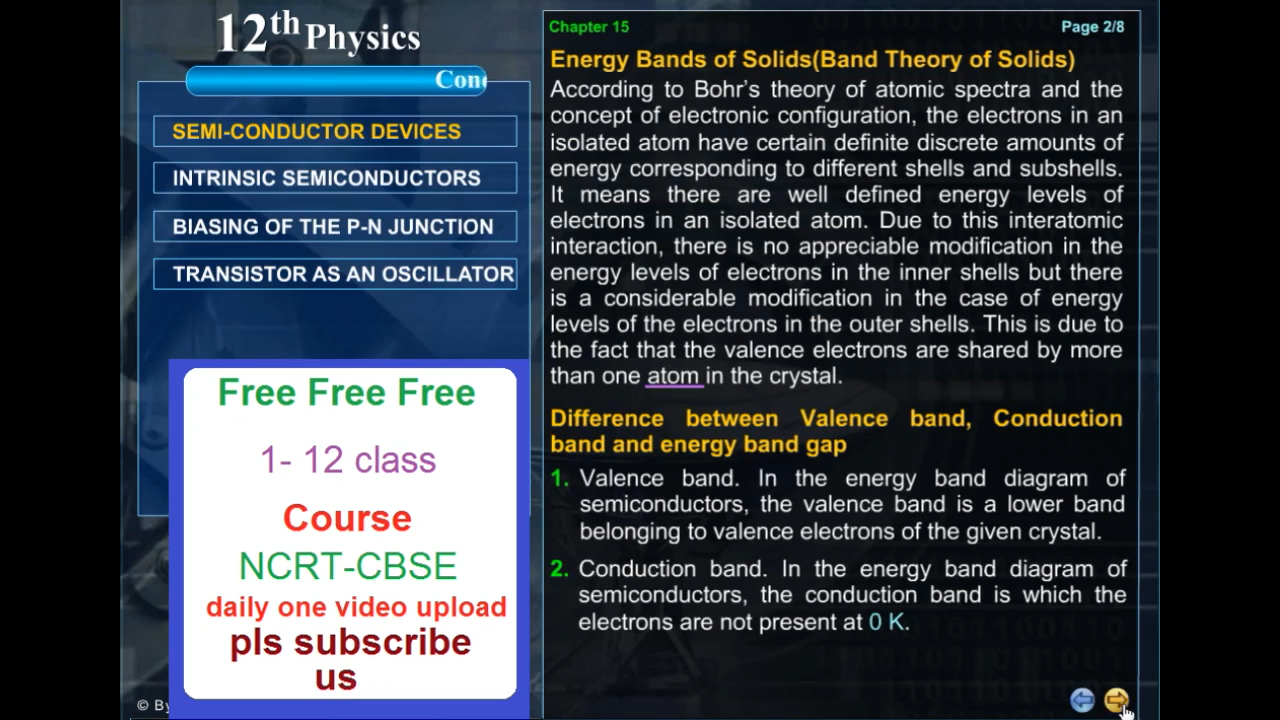 12th Physics
SEMI-CONDUCTOR DEVICES
INTRINSIC SEMICONDUCTORS
BIASING OF THE P-N JUNCTION
TRANSISTOR AS AN OSCILLATOR
Free Free Free
1- 12 class
Course
NCRT-CBSE
daily one video upload
pls subscribe
us
© By
Chapter 15
Page 2/8
Energy Bands of Solids(Band Theory of Solids)
According to Bohr's theory of atomic spectra and the
concept of electronic configuration, the electrons in an
isolated atom have certain definite discrete amounts of
energy corresponding to different shells and subshells.
It means there are well defined energy levels of
electrons in an isolated atom. Due to this interatomic
interaction, there is no appreciable modification in the
energy levels of electrons in the inner shells but there
is a considerable modification in the case of energy
levels of the electrons in the outer shells. This is due to
the fact that the valence electrons are shared by more
than one atom in the crystal.
Difference between Valence band, Conduction
band and energy band gap
1. Valence band. In the energy band diagram of
semiconductors, the valence band is a lower band
belonging to valence electrons of the given crystal.
2. Conduction band. In the energy band diagram of
semiconductors, the conduction band is which the
electrons are not present at 0 K.